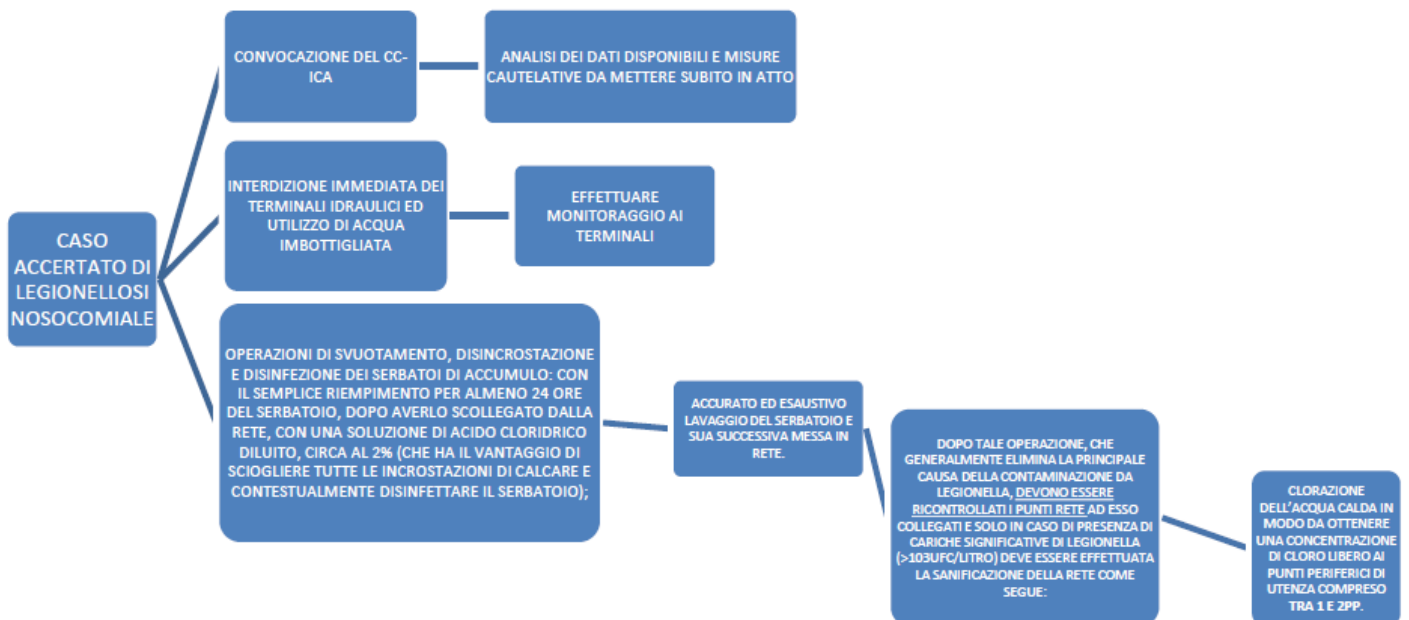 CASO
ACCERTATO DI
LEGIONELLOSI
NOSOCOMIALE
CONVOCAZIONE DEL CC-
ICA
ANALISI DEI DATI DISPONIBILI E MISURE
CAUTELATIVE DA METTERE SUBITO IN ATTO
INTERDIZIONE IMMEDIATA DEI
TERMINALI IDRAULICI ED
UTILIZZO DI ACQUA
IMBOTTIGLIATA
EFFETTUARE
MONITORAGGIO AI
TERMINALI
OPERAZIONI DI SVUOTAMENTO, DISINCROSTAZIONE
E DISINFEZIONE DEI SERBATOI DI ACCUMULO: CON
IL SEMPLICE RIEMPIMENTO PER ALMENO 24 ORE
DEL SERBATOIO, DOPO AVERLO SCOLLEGATO DALLA
RETE, CON UNA SOLUZIONE DI ACIDO CLORIDRICO
DILUITO, CIRCA AL 2% (CHE HA IL VANTAGGIO DI
SCIOGLIERE TUTTE LE INCROSTAZIONI DI CALCARE E
CONTESTUALMENTE DISINFETTARE IL SERBATOIO);
ACCURATO ED ESAUSTIVO
LAVAGGIO DEL SERBATOIO E
SUA SUCCESSIVA MESSA IN
RETE.
DOPO TALE OPERAZIONE, CHE
GENERALMENTE ELIMINA LA PRINCIPALE
CAUSA DELLA CONTAMINAZIONE DA
LEGIONELLA, DEVONO ESSERE
RICONTROLLATI I PUNTI RETE AD ESSO
COLLEGATI E SOLO IN CASO DI PRESENZA DI
CARICHE SIGNIFICATIVE DI LEGIONELLA
(>103UFC/LITRO) DEVE ESSERE EFFETTUATA
LA SANIFICAZIONE DELLA RETE COME
SEGUE:
CLORAZIONE
DELL'ACQUA CALDA IN
MODO DA OTTENERE
UNA CONCENTRAZIONE
DI CLORO LIBERO AI
PUNTI PERIFERICI DI
UTENZA COMPRESO
TRA 1 E 2PP.